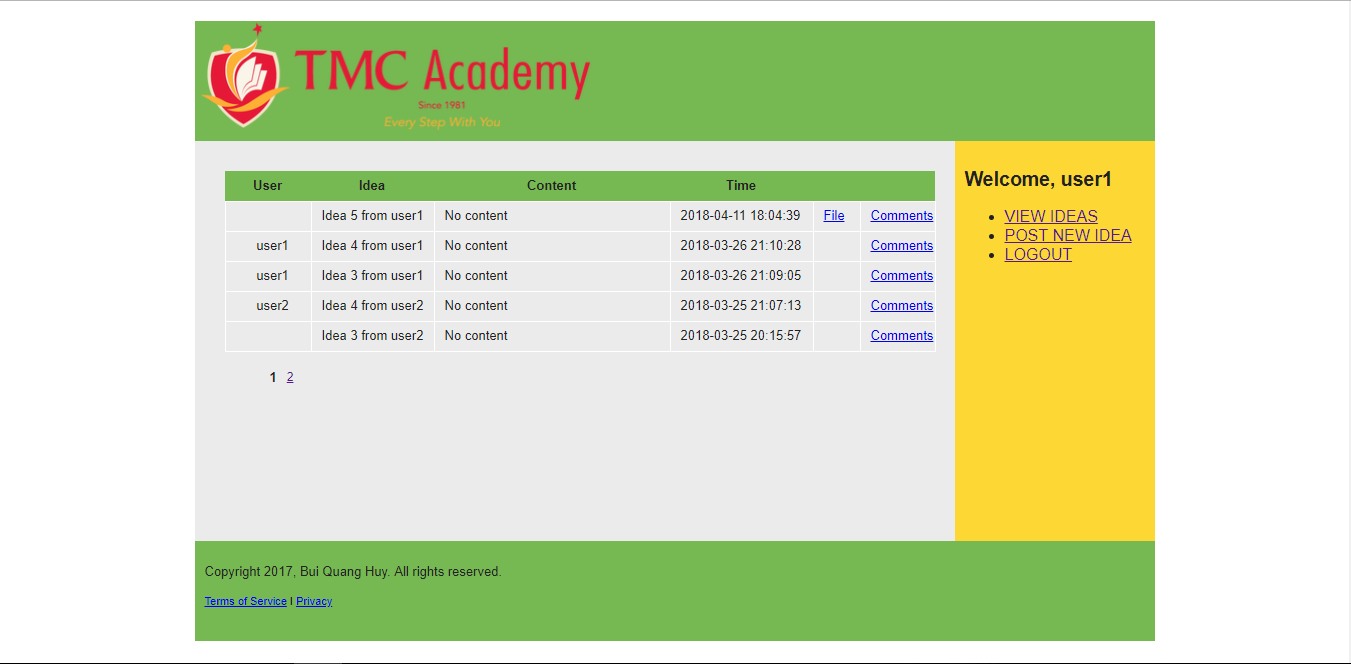 TMC Academy
Since 1981
Every Step With You
User Idea Content Time
Idea 5 from user1 No content 2018-04-11 18:04:39 File Comments
user1 Idea 4 from user1 No content 2018-03-26 21:10:28 Comments
user1 Idea 3 from user1 No content 2018-03-26 21:09:05 Comments
user2 Idea 4 from user2 No content 2018-03-25 21:07:13 Comments
Idea 3 from user2 No content 2018-03-25 20:15:57 Comments
1 2
Welcome, user1
VIEW IDEAS
POST NEW IDEA
LOGOUT
Copyright 2017, Bui Quang Huy. All rights reserved.
Terms of Service | Privacy